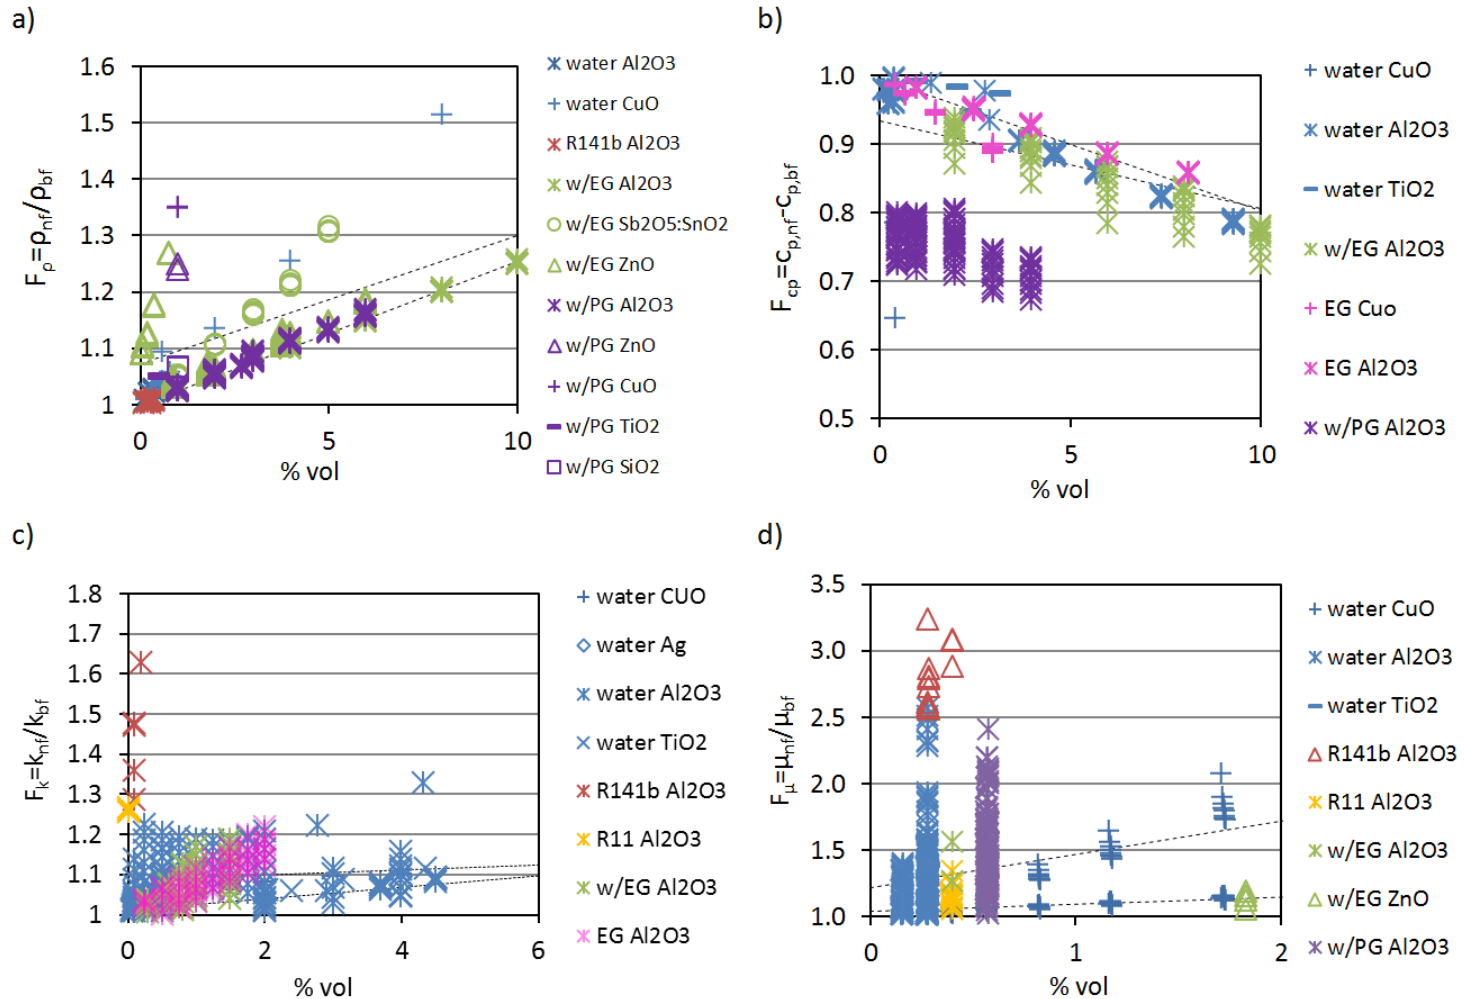 a)
1.6
1.5
1.4
1.3
1.2
1.1
1
Fρ=ρnf/ρbf
0
5
10
% vol
water Al2O3
water CuO
R141b Al2O3
w/EG Al2O3
w/EG Sb2O5:SnO2
w/EG ZnO
w/PG Al2O3
w/PG ZnO
w/PG CuO
w/PG TiO2
w/PG SiO2
b)
1.0
0.9
0.8
0.7
0.6
0.5
Fcp=cp,nf-cp,bf
0
5
10
% vol
water CuO
water Al2O3
water TiO2
w/EG Al2O3
EG Cuo
EG Al2O3
w/PG Al2O3
c)
1.8
1.7
1.6
1.5
1.4
1.3
1.2
1.1
1
Fk=knf/kbf
0
2
4
6
% vol
water CUO
water Ag
water Al2O3
water TiO2
R141b Al2O3
R11 Al2O3
w/EG Al2O3
EG Al2O3
d)
3.5
3.0
2.5
2.0
1.5
1.0
Fμ=μnf/μbf
0
1
2
% vol
water CuO
water Al2O3
water TiO2
R141b Al2O3
R11 Al2O3
w/EG Al2O3
w/EG ZnO
w/PG Al2O3